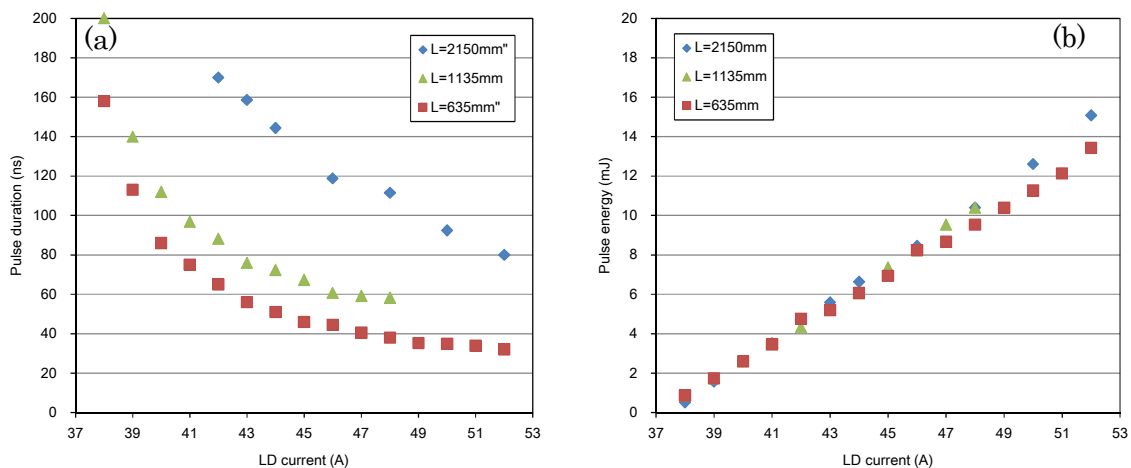 (a)
L=2150mm"
L=1135mm
L=635mm"
Pulse duration (ns)
200
180
160
140
120
100
80
60
40
20
0
37 39 41 43 45 47 49 51 53
LD current (A)
(b)
L=2150mm
L=1135mm
L=635mm
Pulse energy (mJ)
20
18
16
14
12
10
8
6
4
2
0
37 39 41 43 45 47 49 51 53
LD current (A)